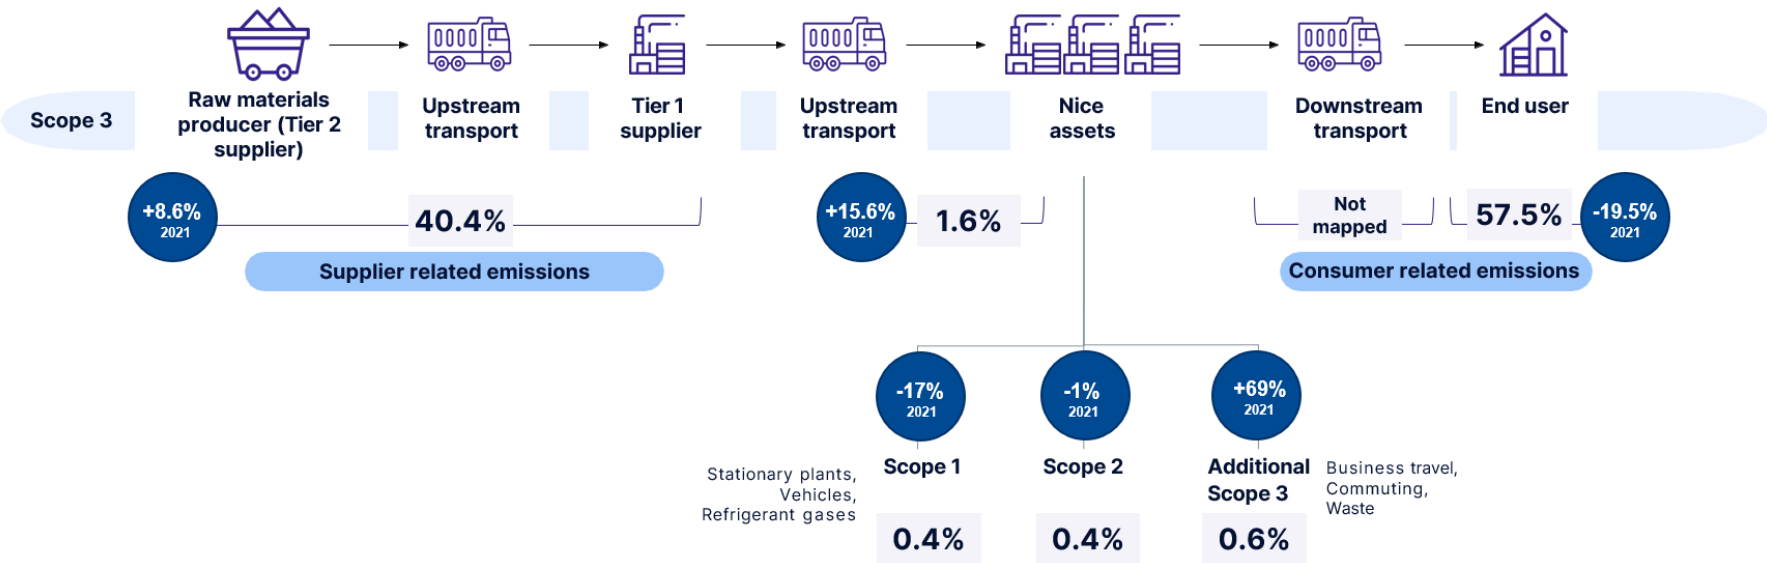 Scope 3
Raw materials
producer (Tier 2
supplier)
Upstream
transport
Tier 1
supplier
Upstream
transport
Nice
assets
Downstream
transport
End user
+8.6%
2021
40.4%
Supplier related emissions
+15.6%
2021
1.6%
Not
mapped
57.5%
-19.5%
2021
Consumer related emissions
-17%
2021
-1%
2021
+69%
2021
Stationary plants,
Vehicles,
Refrigerant gases
Scope 1
0.4%
Scope 2
0.4%
Additional
Scope 3
0.6%
Business travel,
Commuting,
Waste